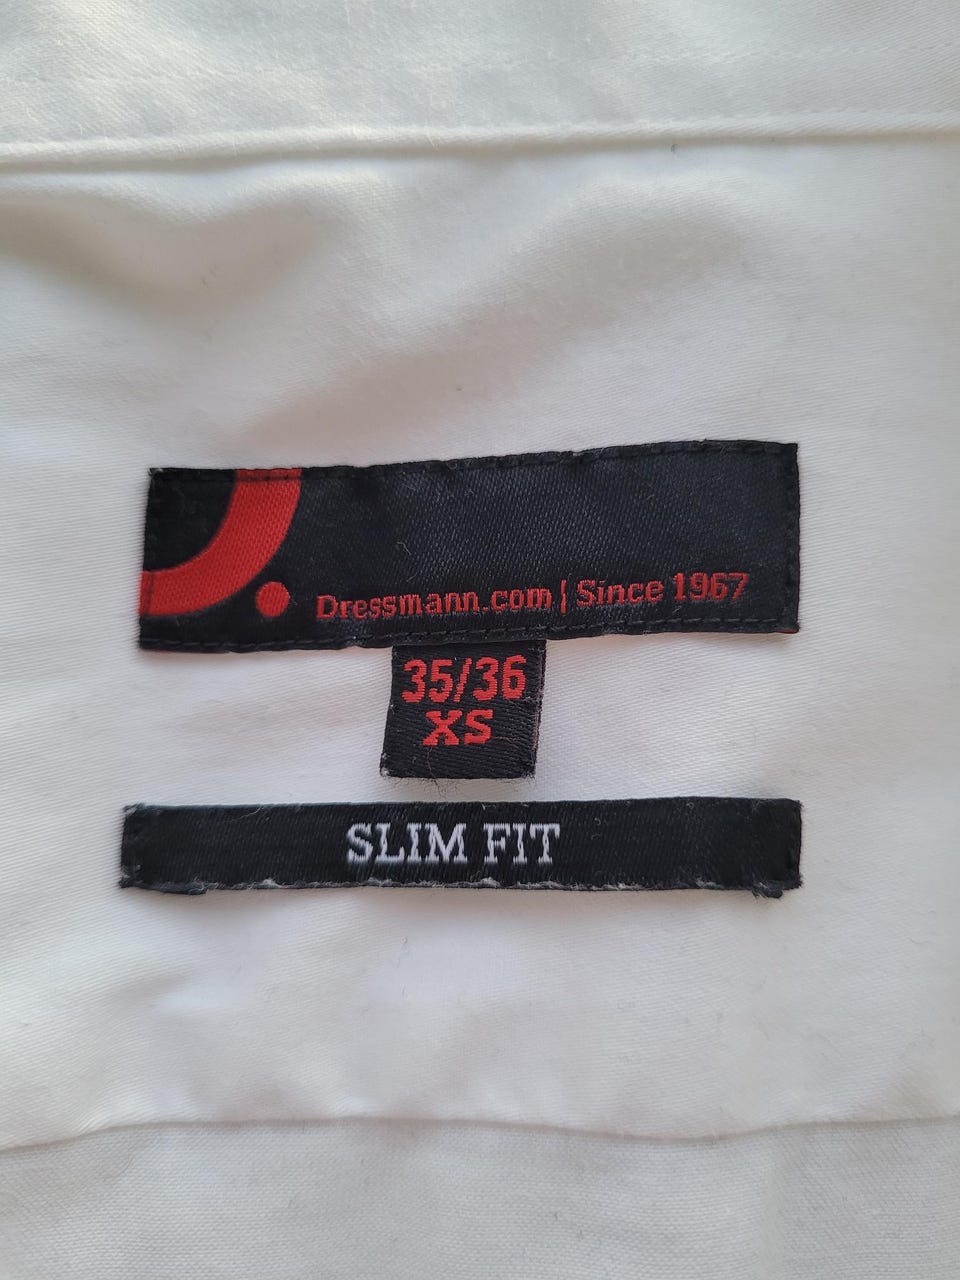 Dressmann.com | Since 1967
35/36
XS
SLIM FIT